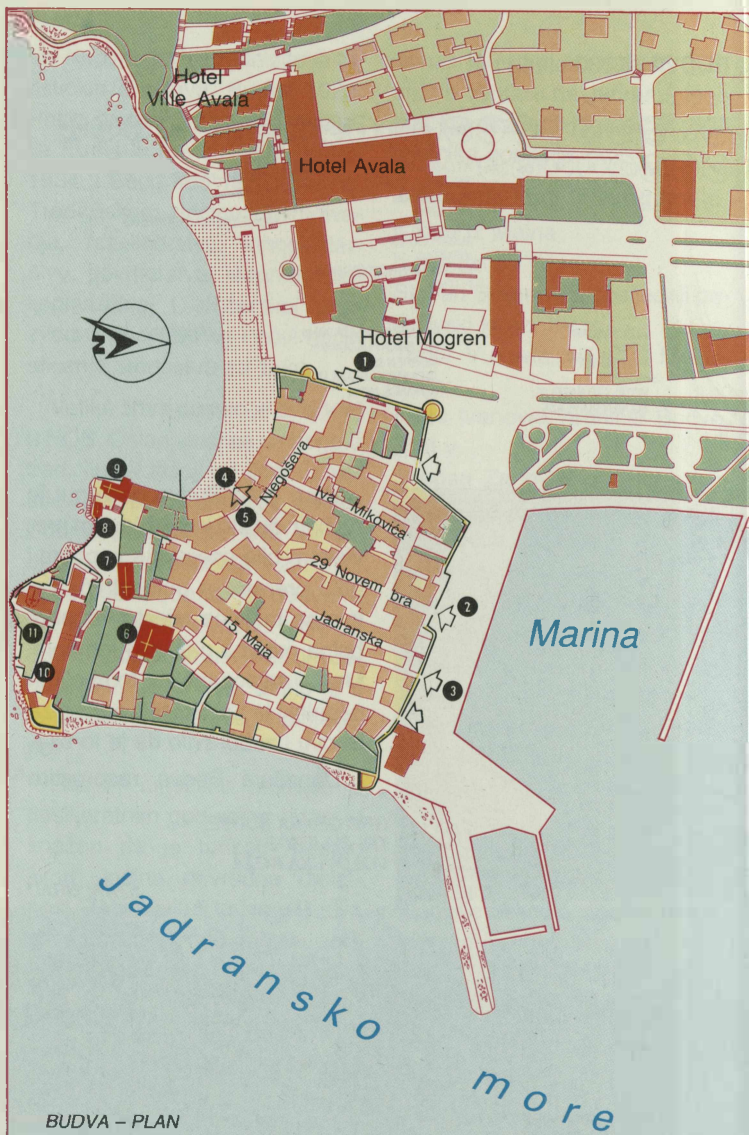 Hotel
Ville Avala
Hotel Avala
N
Hotel Mogren
1
Njegoševa
Iva Mikovića
29. Novembra
Jadranska
15. Maja
4
5
9
8
7
6
11
10
2
3
Marina
Jadransko more
BUDVA – PLAN